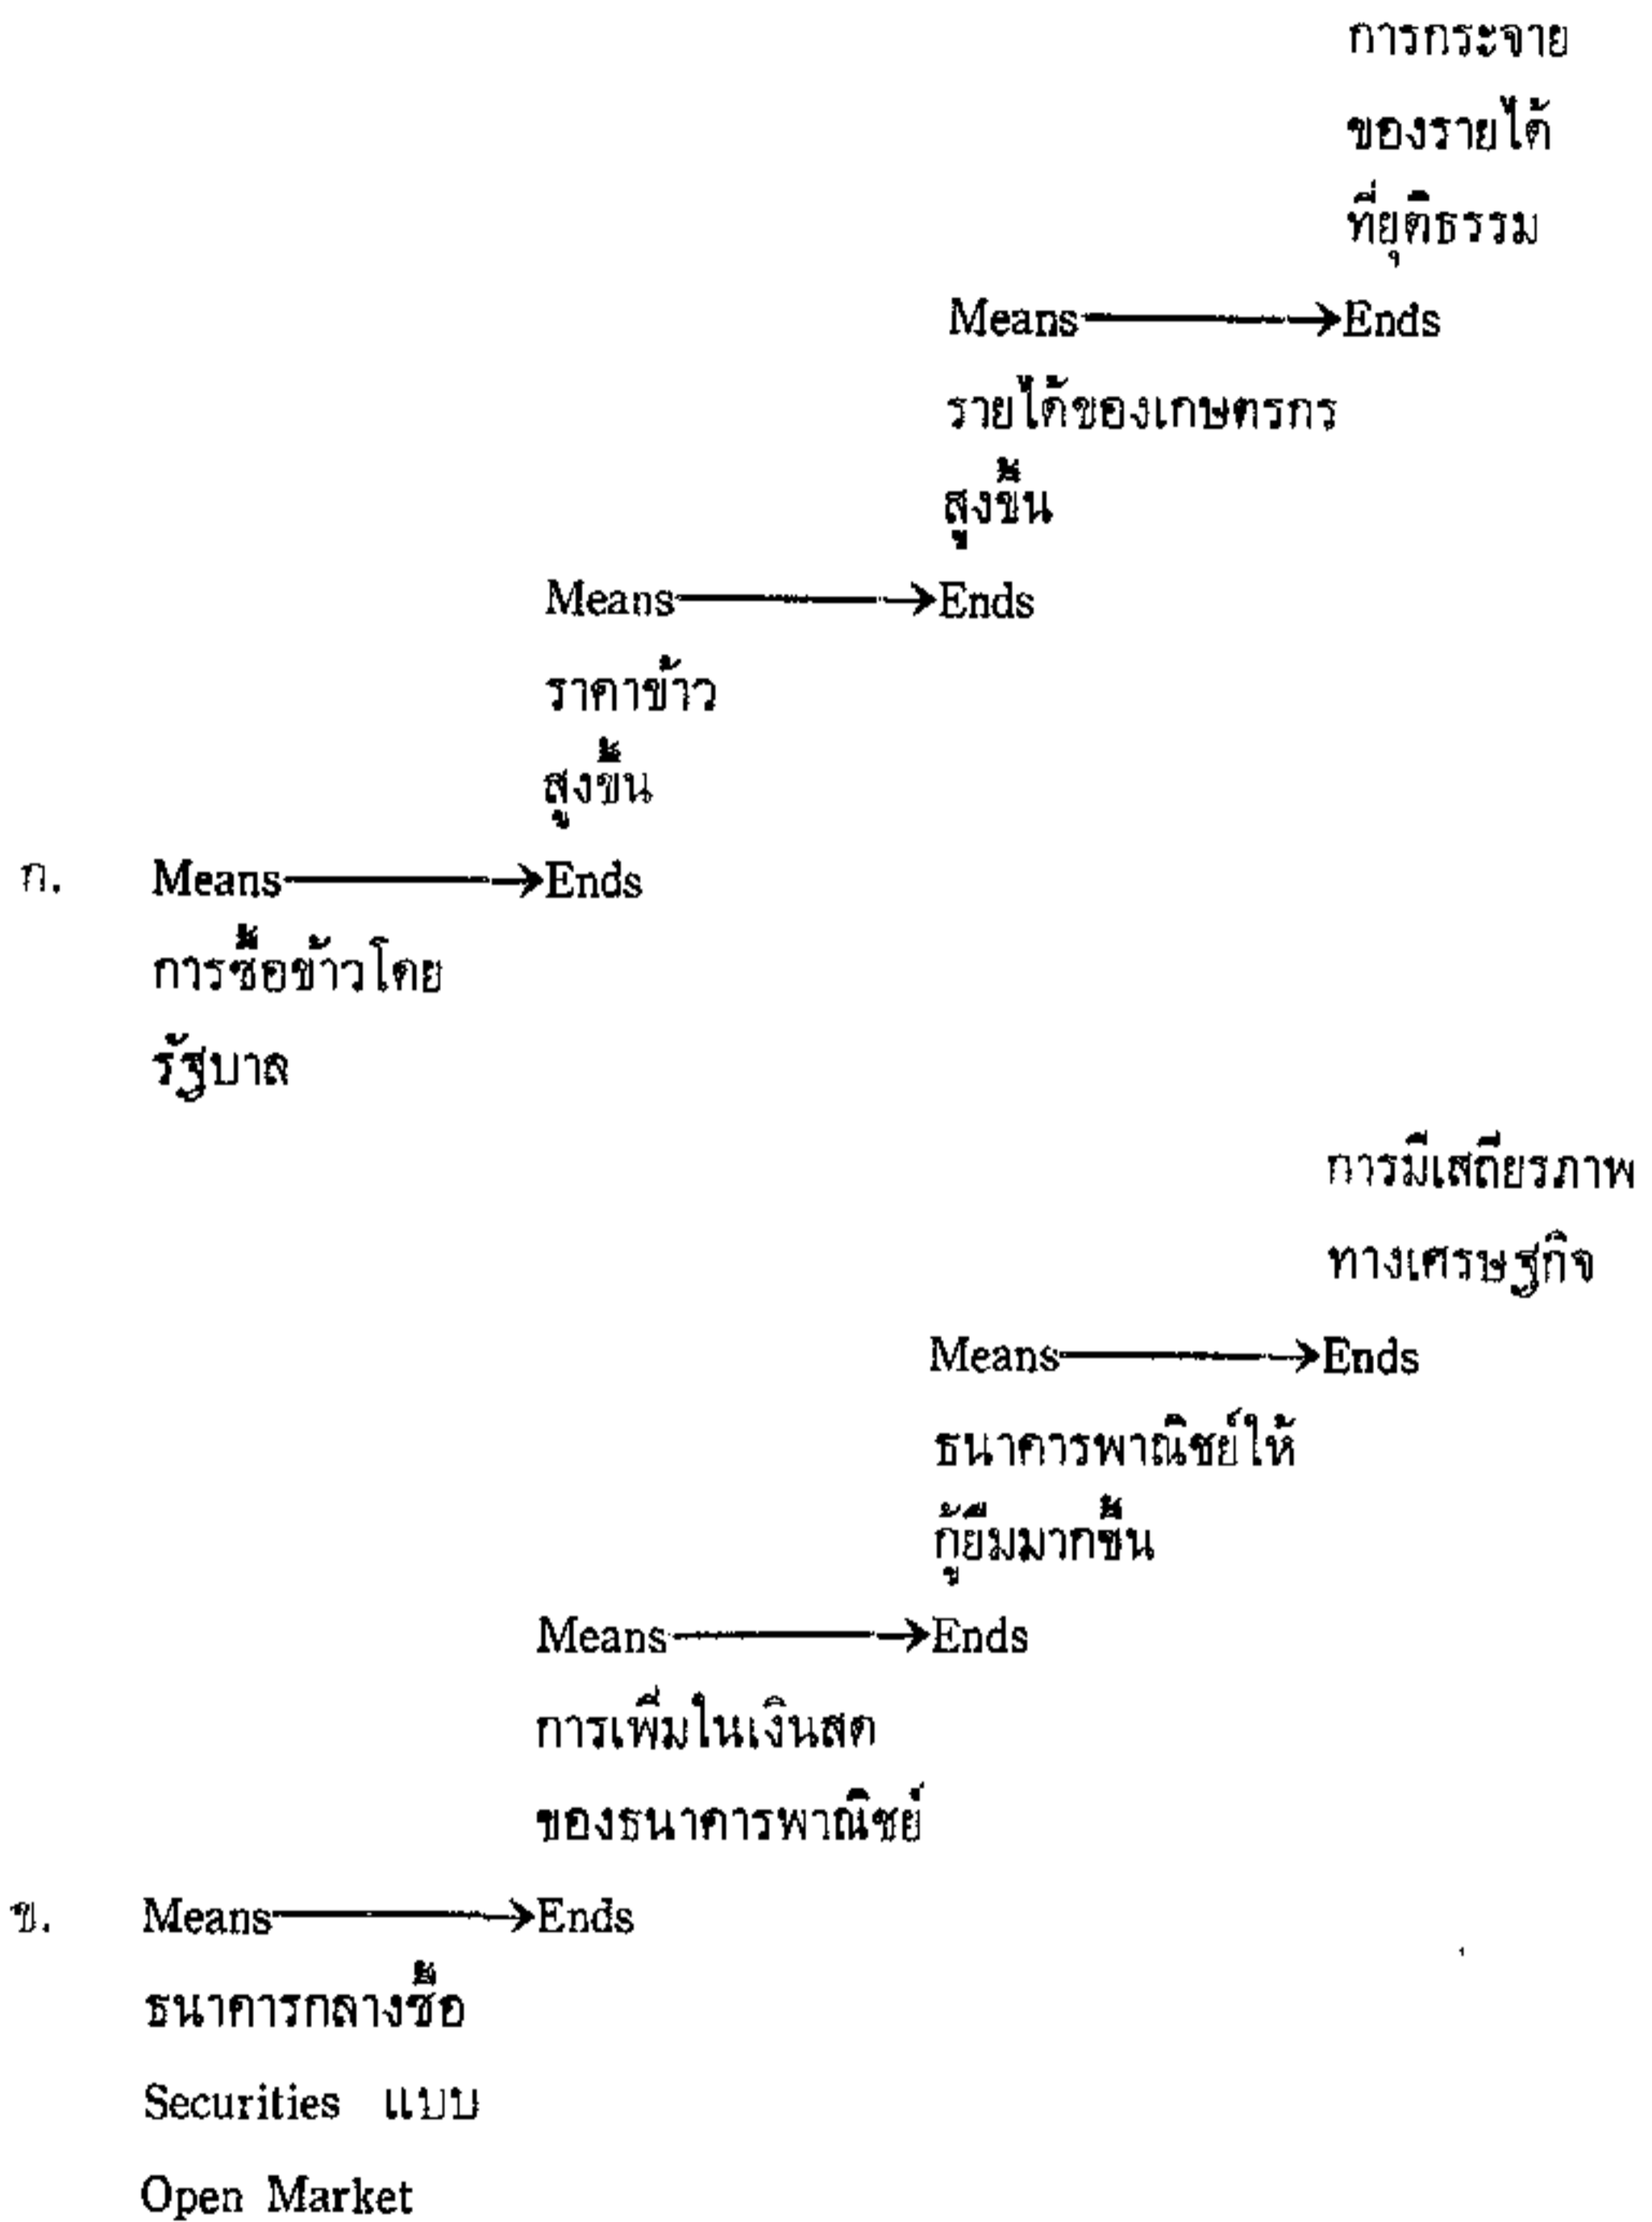 การกระจาย
ของรายได้
ที่ยุติธรรม
Means Ends
รายได้ของเกษตรกร
สูงขึ้น
Means Ends
ราคาข้าว
สูงขึ้น
ก. Means Ends
การซื้อข้าวโดย
รัฐบาล
การมีเสถียรภาพ
ทางเศรษฐกิจ
Means Ends
ธนาคารพาณิชย์ให้
กู้ยืมมากขึ้น
Means Ends
การเพิ่มในเงินสด
ของธนาคารพาณิชย์
ข. Means Ends
ธนาคารกลางซื้อ
Securities แบบ
Open Market